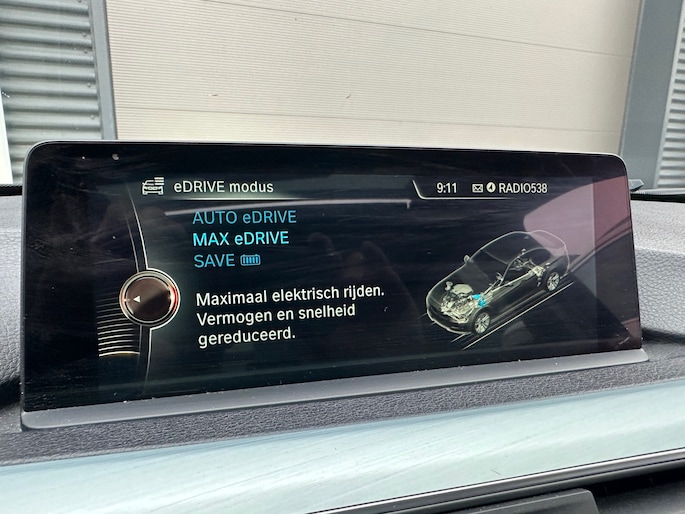 eDRIVE modus
9:11 RADIO538
AUTO eDRIVE
MAX eDRIVE
SAVE
Maximaal elektrisch rijden.
Vermogen en snelheid
gereduceerd.